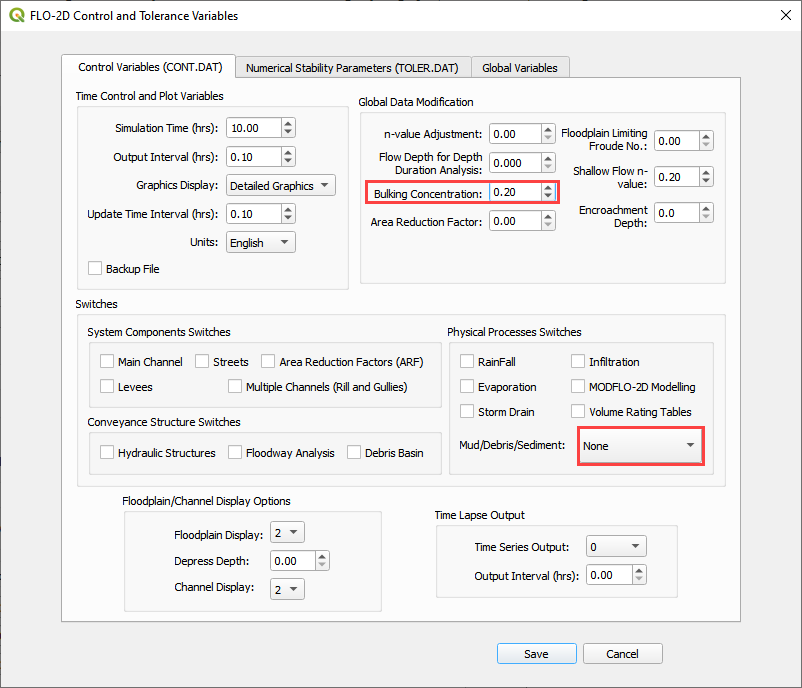 FLO-2D Control and Tolerance Variables
Control Variables (CONT.DAT)
Numerical Stability Parameters (TOLER.DAT)
Global Variables
Time Control and Plot Variables
Simulation Time (hrs): 10.00
Output Interval (hrs): 0.10
Graphics Display: Detailed Graphics
Update Time Interval (hrs): 0.10
Units: English
Backup File
Global Data Modification
n-value Adjustment: 0.00
Flow Depth for Depth
Duration Analysis: 0.000
Bulking Concentration: 0.20
Area Reduction Factor: 0.00
Floodplain Limiting
Froude No.: 0.00
Shallow Flow n-
value: 0.20
Encroachment
Depth: 0.0
Switches
System Components Switches
Main Channel Streets Area Reduction Factors (ARF)
Levees Multiple Channels (Rill and Gullies)
Conveyance Structure Switches
Hydraulic Structures Floodway Analysis Debris Basin
Physical Processes Switches
RainFall Infiltration
Evaporation MODFLO-2D Modelling
Storm Drain Volume Rating Tables
Mud/Debris/Sediment: None
Floodplain/Channel Display Options
Floodplain Display: 2
Depress Depth: 0.00
Channel Display: 2
Time Lapse Output
Time Series Output: 0
Output Interval (hrs): 0.00
Save Cancel